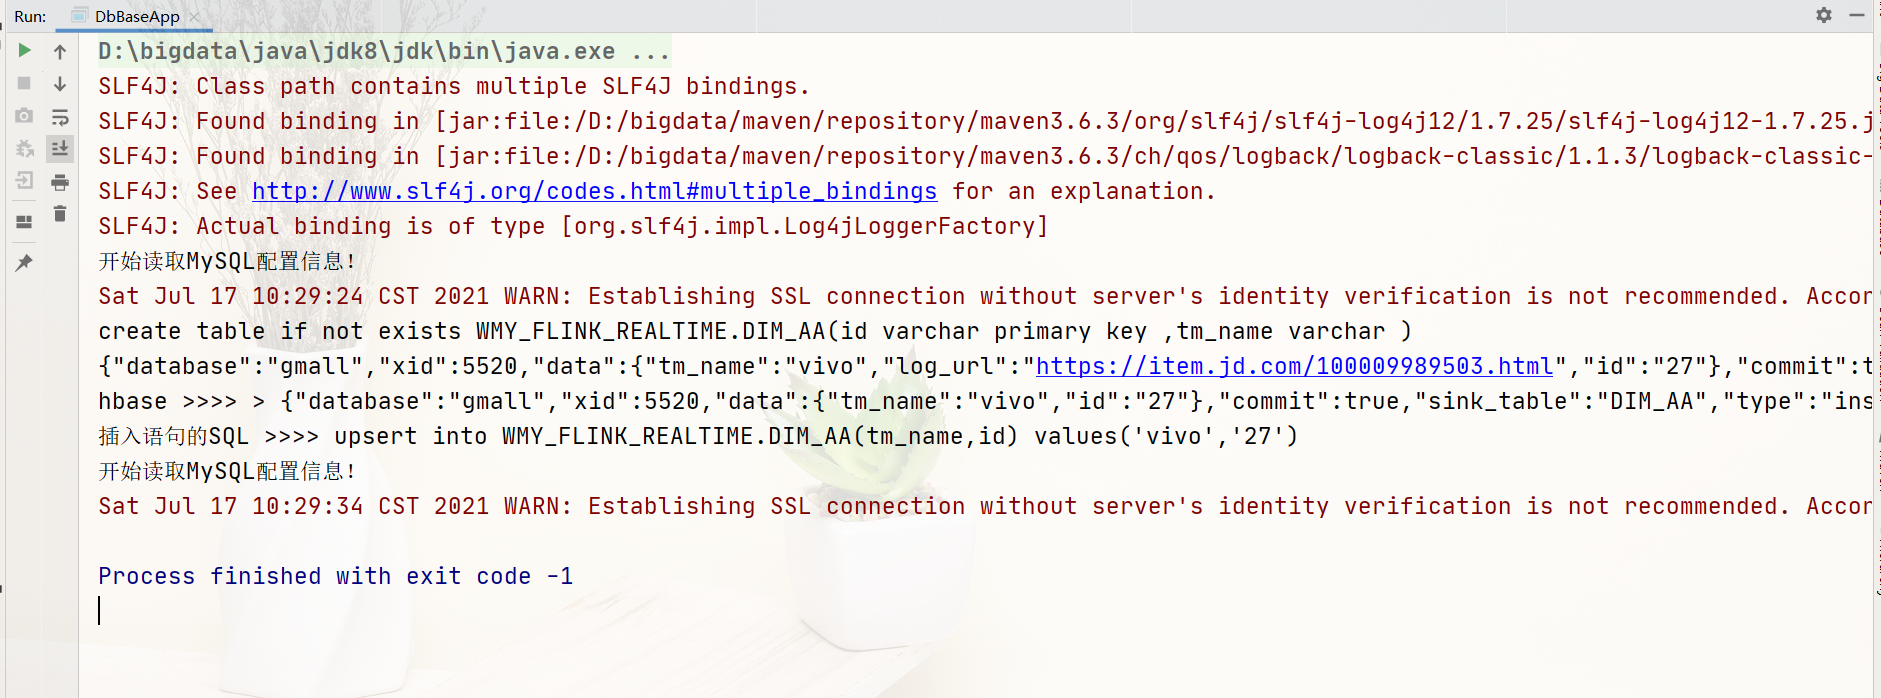 Run: DbBaseApp
D:\bigdata\java\jdk8\jdk\bin\java.exe ...
SLF4J: Class path contains multiple SLF4J bindings.
SLF4J: Found binding in [jar:file:/D:/bigdata/maven/repository/maven3.6.3/org/slf4j/slf4j-log4j12/1.7.25/slf4j-log4j12-1.7.25.j
SLF4J: Found binding in [jar:file:/D:/bigdata/maven/repository/maven3.6.3/ch/qos/logback/logback-classic/1.1.3/logback-classic-
SLF4J: See http://www.slf4j.org/codes.html#multiple_bindings for an explanation.
SLF4J: Actual binding is of type [org.slf4j.impl.Log4jLoggerFactory]
开始读取MySQL配置信息!
Sat Jul 17 10:29:24 CST 2021 WARN: Establishing SSL connection without server's identity verification is not recommended. Accor
create table if not exists WMY_FLINK_REALTIME.DIM_AA(id varchar primary key ,tm_name varchar )
{"database":"gmall","xid":5520,"data":{"tm_name":"vivo","log_url":"https://item.jd.com/100009989503.html","id":"27"},"commit":t
hbase >>>> > {"database":"gmall","xid":5520,"data":{"tm_name":"vivo","id":"27"},"commit":true,"sink_table":"DIM_AA","type":"ins
插入语句的SQL >>>> upsert into WMY_FLINK_REALTIME.DIM_AA(tm_name,id) values('vivo','27')
开始读取MySQL配置信息!
Sat Jul 17 10:29:34 CST 2021 WARN: Establishing SSL connection without server's identity verification is not recommended. Accor
Process finished with exit code -1